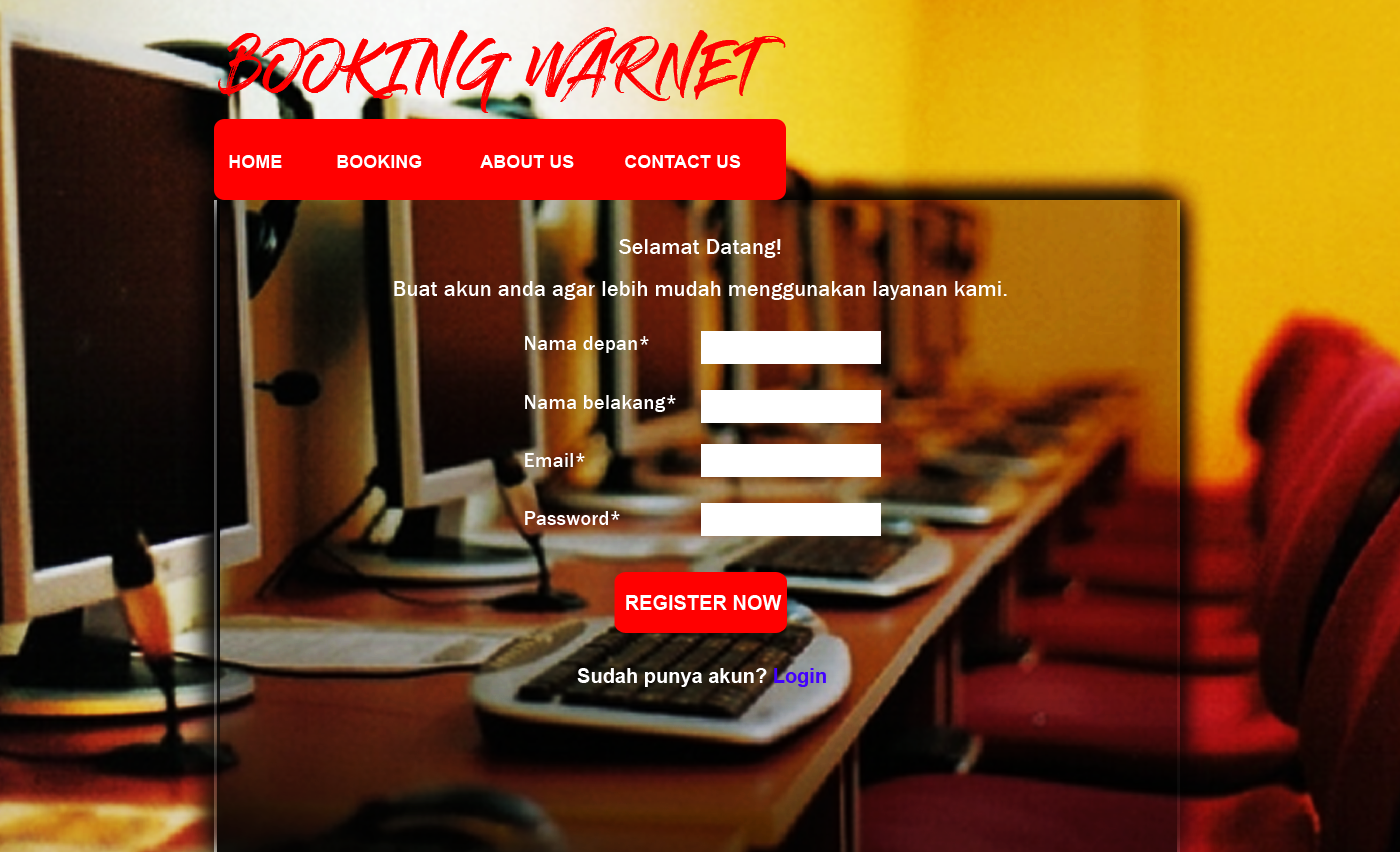 BOOKING WARNET
HOME BOOKING ABOUT US CONTACT US
Selamat Datang!
Buat akun anda agar lebih mudah menggunakan layanan kami.
Nama depan*
Nama belakang*
Email*
Password*
REGISTER NOW
Sudah punya akun? Login